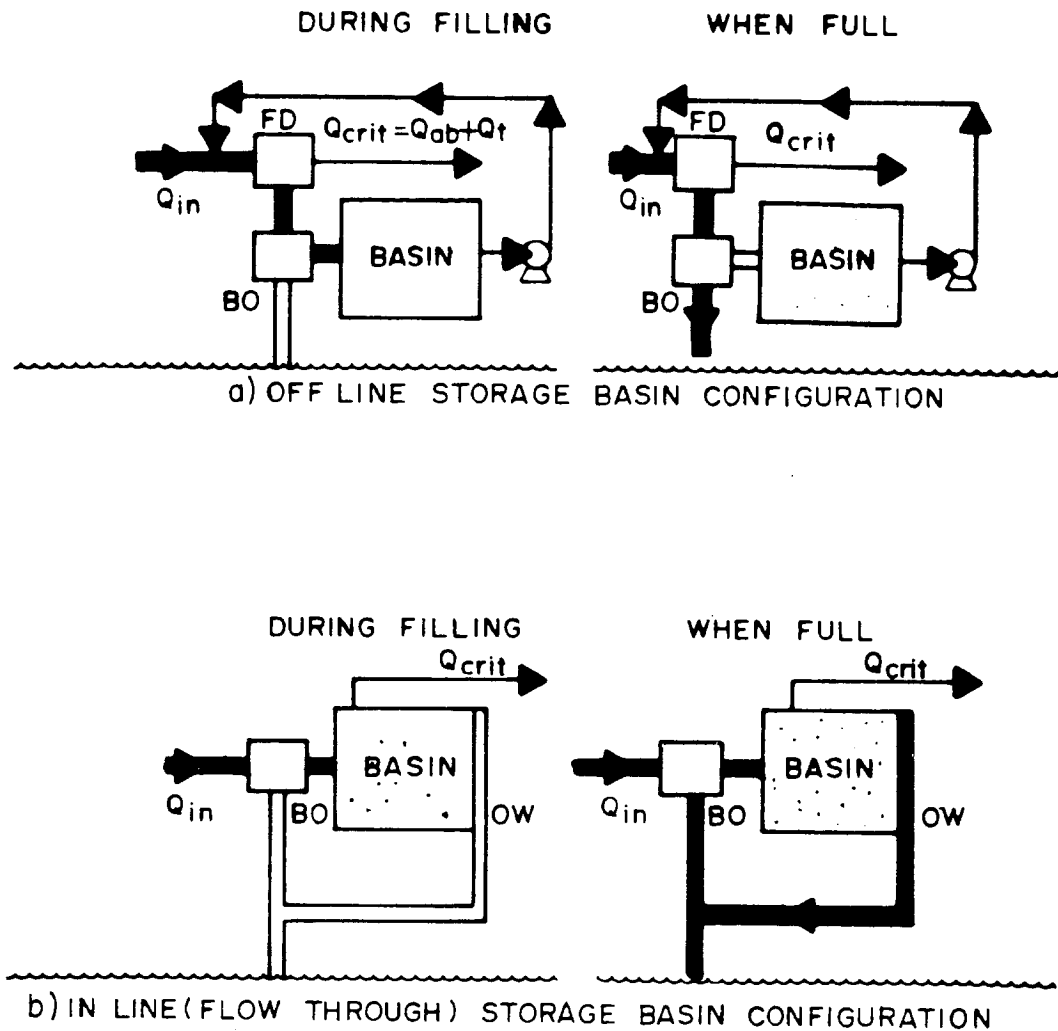 DURING FILLING
WHEN FULL
FD
Qcrit=Qab+Qt
Qin
BASIN
BO
FD
Qcrit
Qin
BASIN
BO
a) OFF LINE STORAGE BASIN CONFIGURATION
DURING FILLING
WHEN FULL
Qcrit
BASIN
Qin
BO
OW
Qcrit
BASIN
Qin
BO
OW
b) IN LINE (FLOW THROUGH) STORAGE BASIN CONFIGURATION